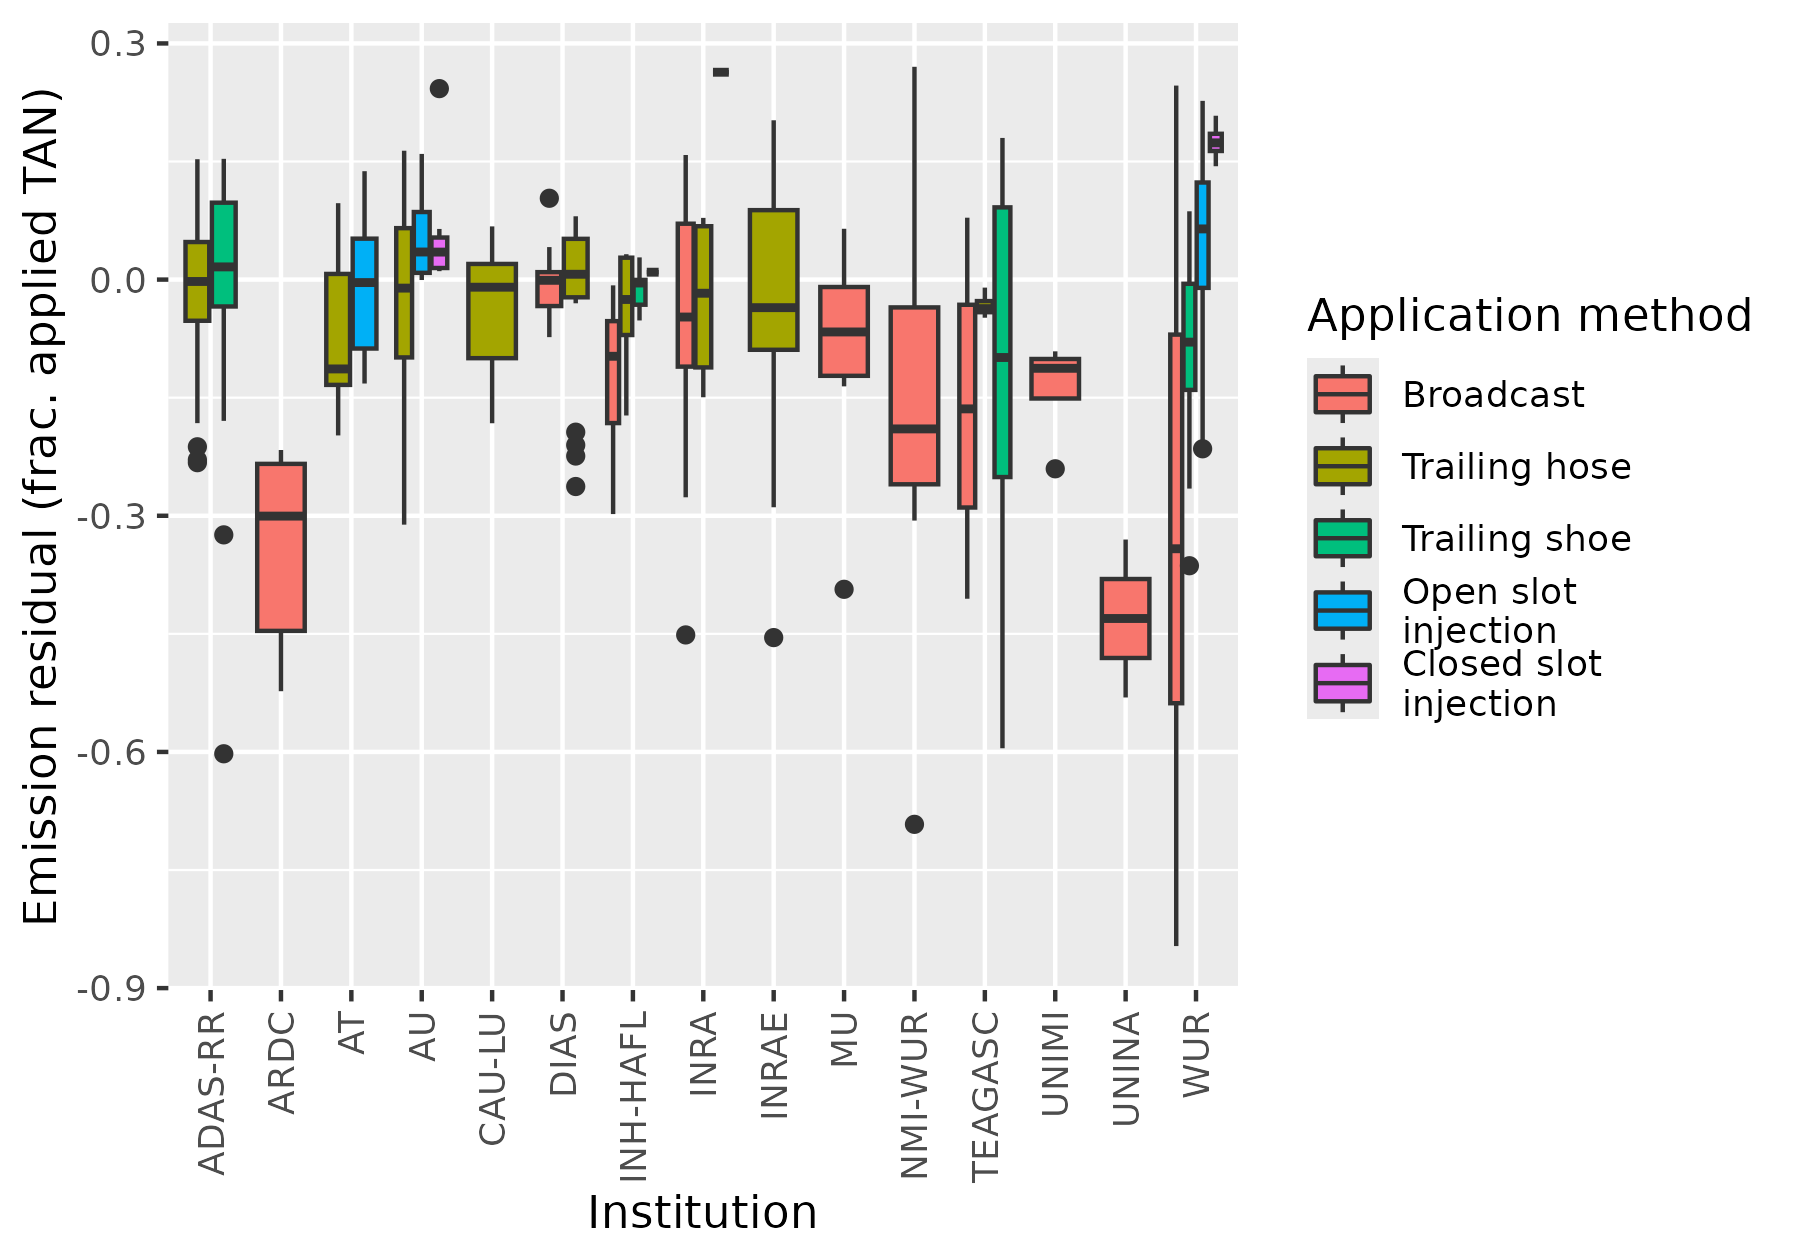 Emission residual (frac. applied TAN)
0.3
0.0
-0.3
-0.6
-0.9
ADAS-RR
ARDC
AT
AU
CAU-LU
DIAS
INH-HAFL
INRA
INRAE
MU
NMI-WUR
TEAGASC
UNIMI
UNINA
WUR
Institution
Application method
Broadcast
Trailing hose
Trailing shoe
Open slot
injection
Closed slot
injection